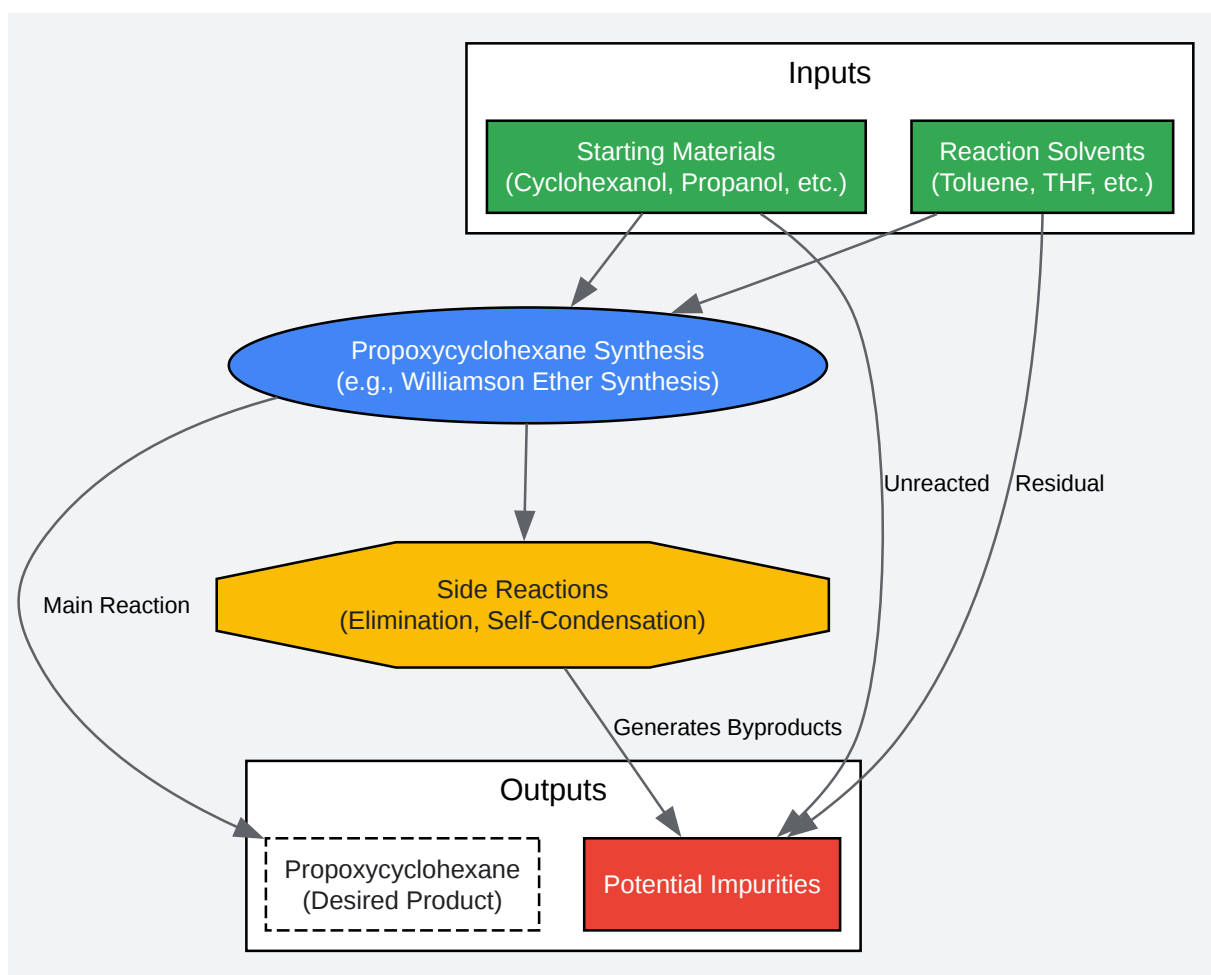 Inputs
Starting Materials
(Cyclohexanol, Propanol, etc.)
Reaction Solvents
(Toluene, THF, etc.)
Propoxycyclohexane Synthesis
(e.g., Williamson Ether Synthesis)
Unreacted
Residual
Main Reaction
Side Reactions
(Elimination, Self-Condensation)
Generates Byproducts
Outputs
Propoxycyclohexane
(Desired Product)
Potential Impurities